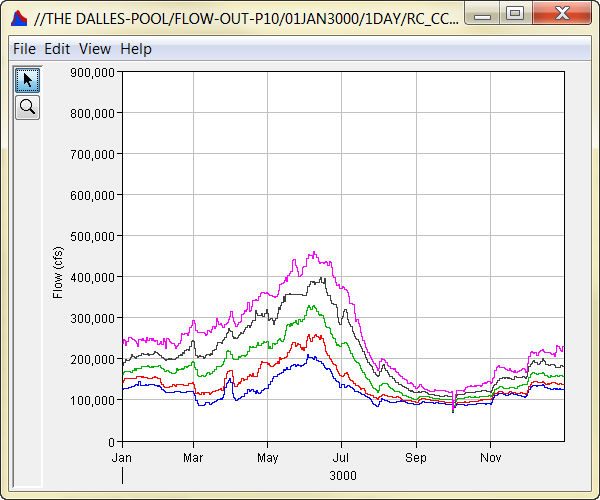 //THE DALLES-POOL/FLOW-OUT-P10/01JAN3000/1DAY/RC_CC...
File Edit View Help
900,000
800,000
700,000
600,000
500,000
400,000
300,000
200,000
100,000
0
Flow (cfs)
Jan Mar May Jul Sep Nov
3000